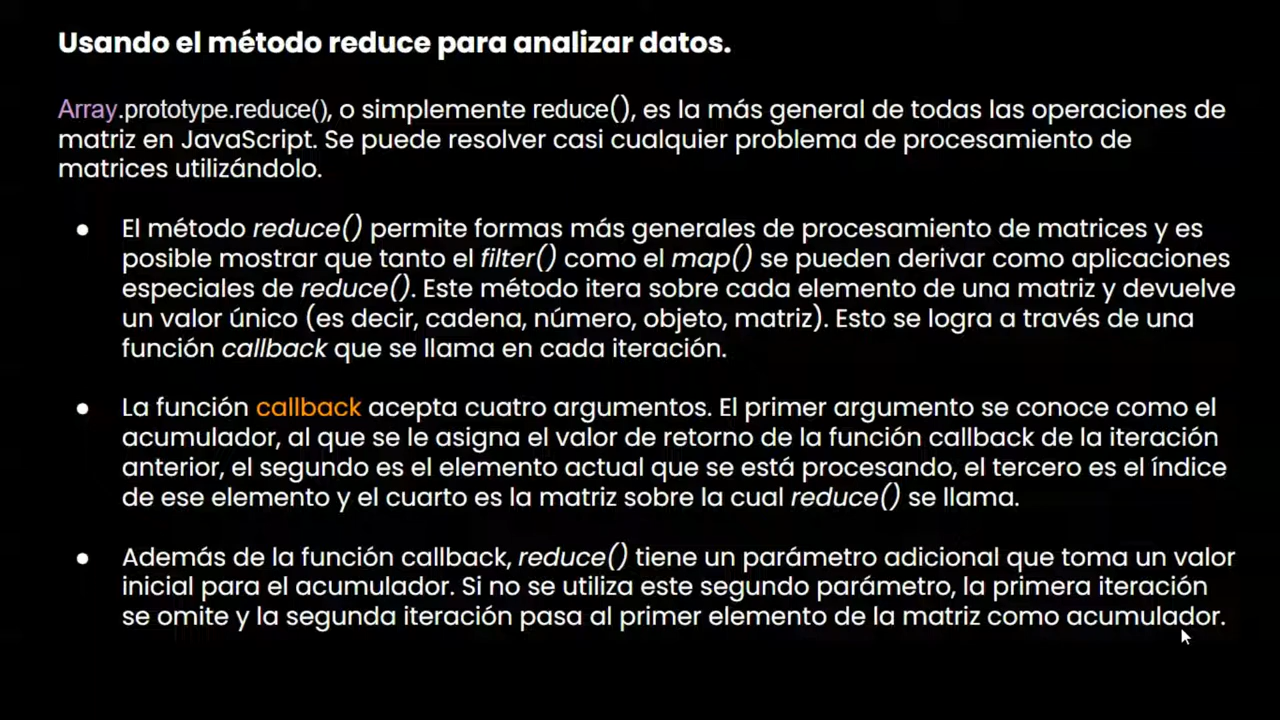 Usando el método reduce para analizar datos.
Array.prototype.reduce(), o simplemente reduce(), es la más general de todas las operaciones de
matriz en JavaScript. Se puede resolver casi cualquier problema de procesamiento de
matrices utilizándolo.
● El método reduce() permite formas más generales de procesamiento de matrices y es
posible mostrar que tanto el filter() como el map() se pueden derivar como aplicaciones
especiales de reduce(). Este método itera sobre cada elemento de una matriz y devuelve
un valor único (es decir, cadena, número, objeto, matriz). Esto se logra a través de una
función callback que se llama en cada iteración.
● La función callback acepta cuatro argumentos. El primer argumento se conoce como el
acumulador, al que se le asigna el valor de retorno de la función callback de la iteración
anterior, el segundo es el elemento actual que se está procesando, el tercero es el índice
de ese elemento y el cuarto es la matriz sobre la cual reduce() se llama.
● Además de la función callback, reduce() tiene un parámetro adicional que toma un valor
inicial para el acumulador. Si no se utiliza este segundo parámetro, la primera iteración
se omite y la segunda iteración pasa al primer elemento de la matriz como acumulador.